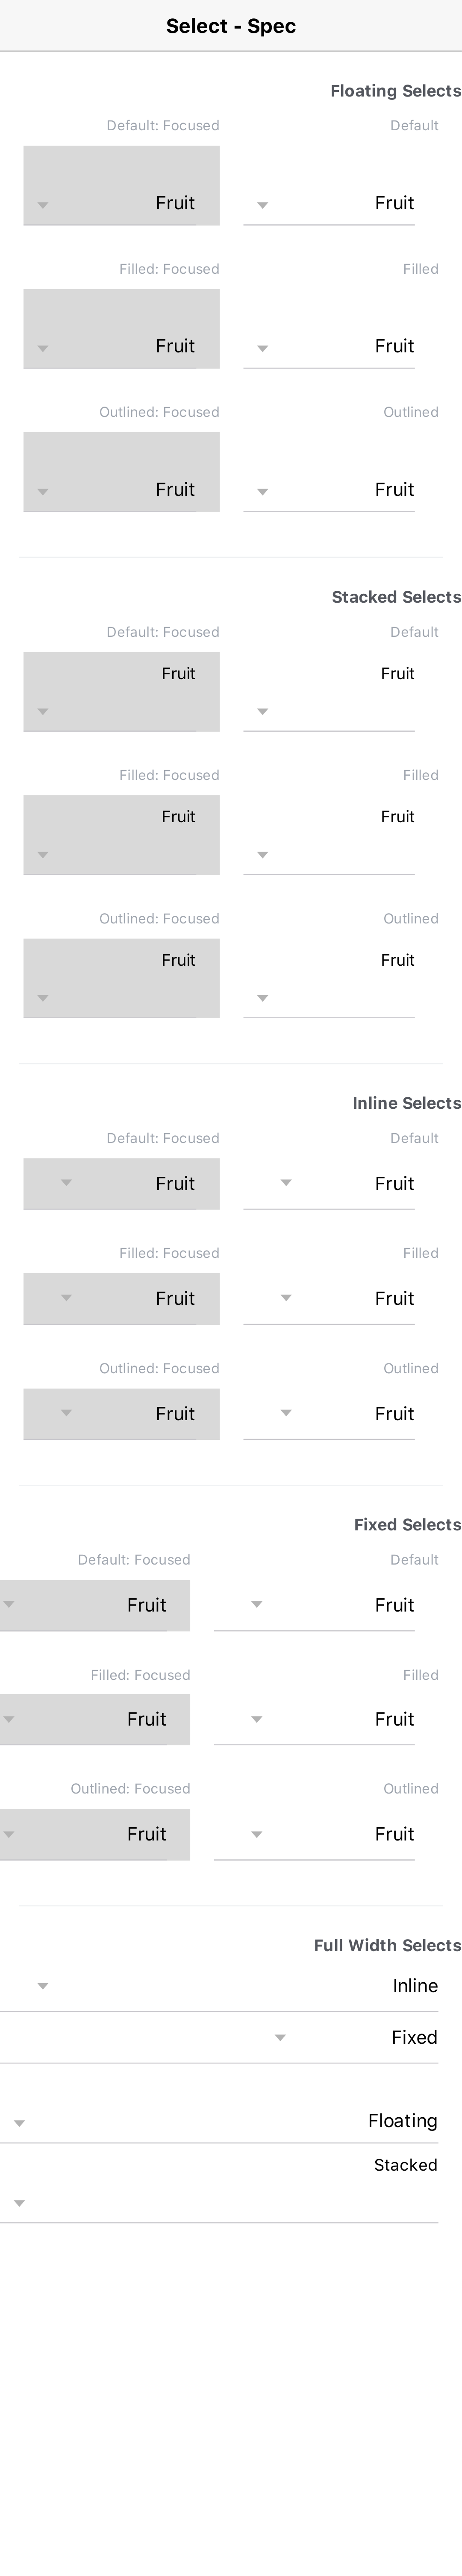 Select - Spec
Floating Selects
Default: Focused Default
Fruit Fruit
Filled: Focused Filled
Fruit Fruit
Outlined: Focused Outlined
Fruit Fruit
Stacked Selects
Default: Focused Default
Fruit Fruit
Filled: Focused Filled
Fruit Fruit
Outlined: Focused Outlined
Fruit Fruit
Inline Selects
Default: Focused Default
Fruit Fruit
Filled: Focused Filled
Fruit Fruit
Outlined: Focused Outlined
Fruit Fruit
Fixed Selects
Default: Focused Default
Fruit Fruit
Filled: Focused Filled
Fruit Fruit
Outlined: Focused Outlined
Fruit Fruit
Full Width Selects
Inline
Fixed
Floating
Stacked